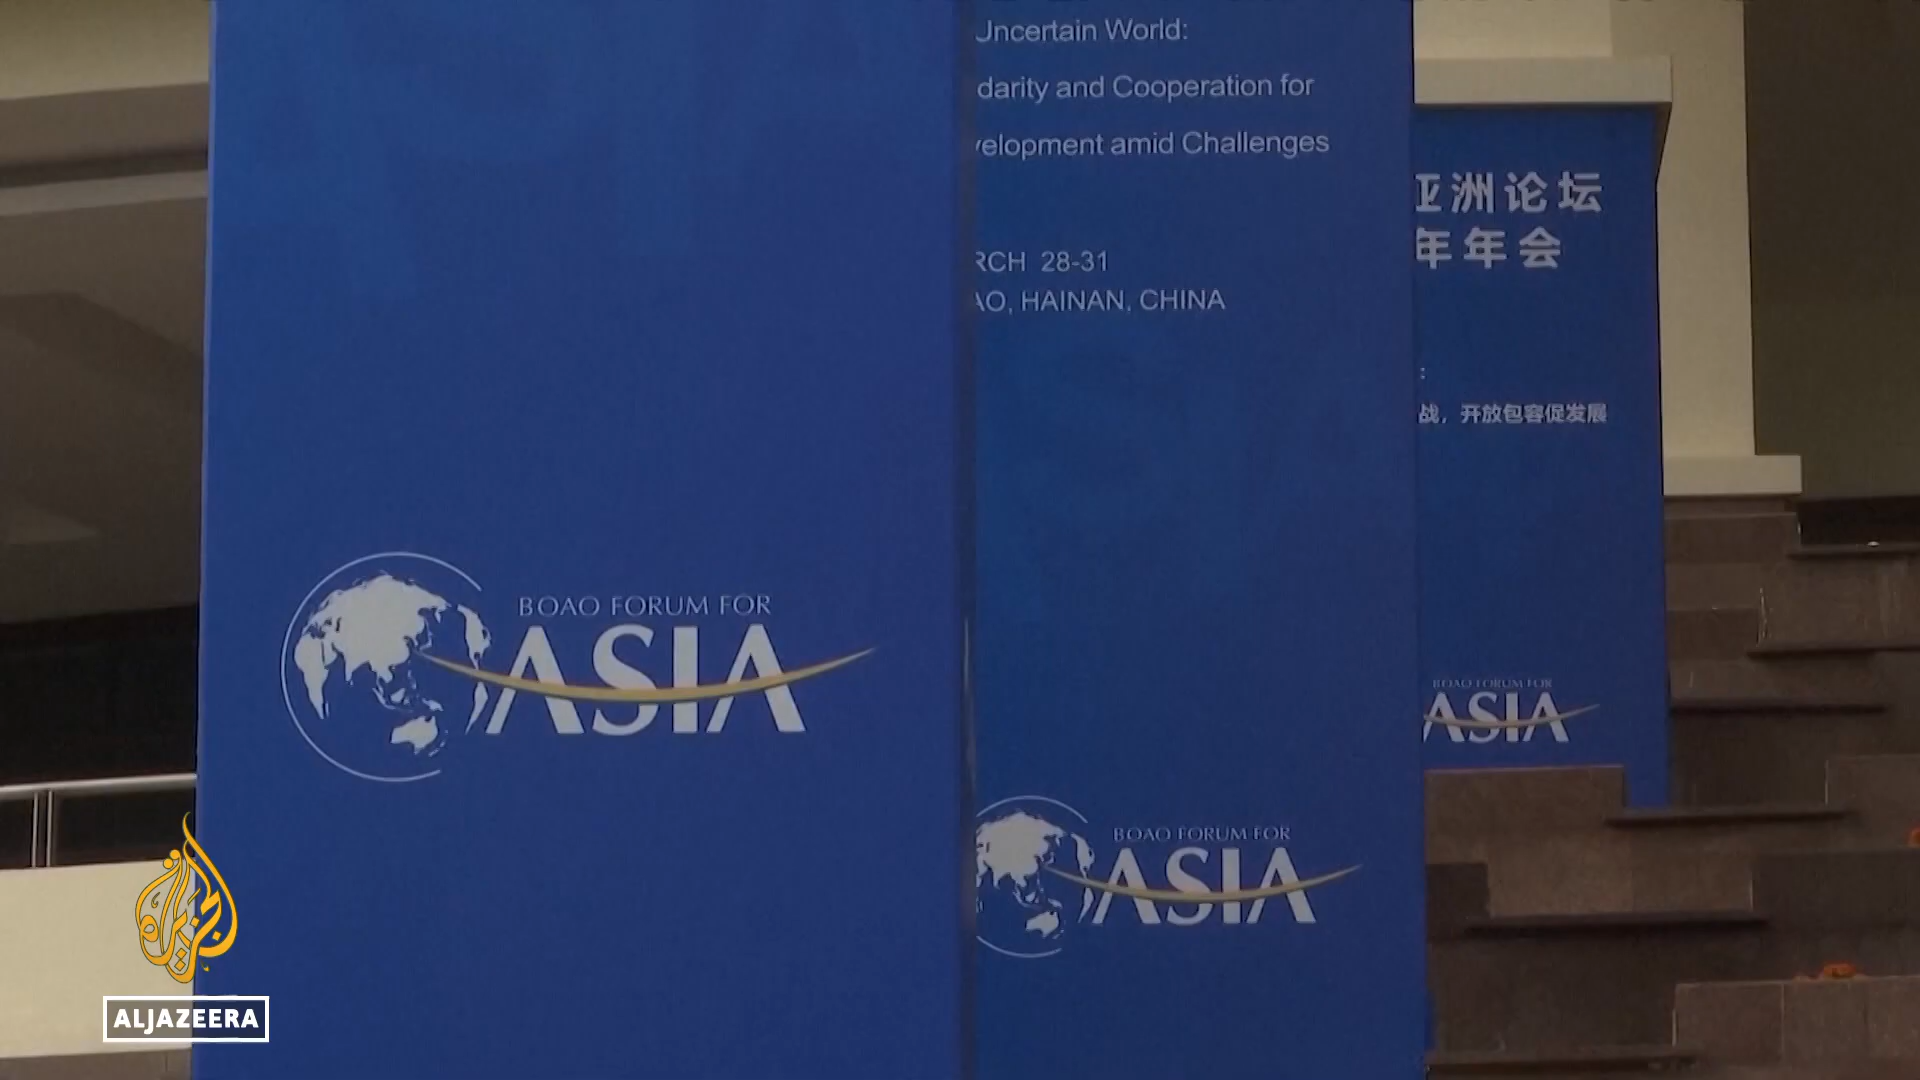 BOAO FORUM FOR
ASIA
Uncertain World:
darity and Cooperation for
velopment amid Challenges
RCH 28-31
AO, HAINAN, CHINA
BOAO FORUM FOR
ASIA
亚洲论坛
年年会
:
战，开放包容促发展
BOAO FORUM FOR
ASIA
الجزيرة
ALJAZEERA